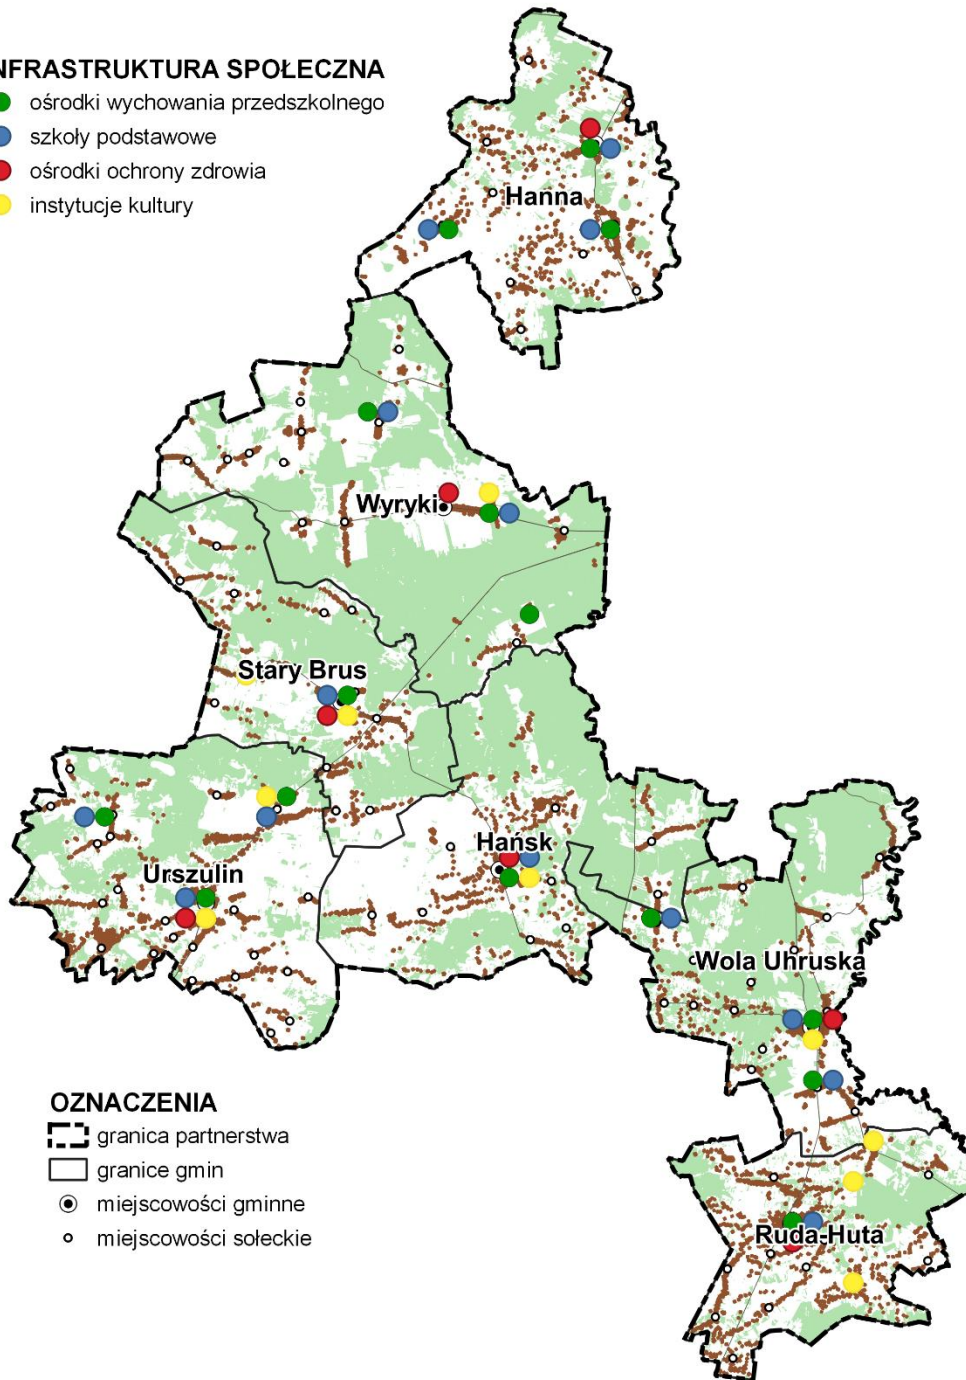 NFRASTRUKTURA SPOŁECZNA
ośrodki wychowania przedszkolnego
szkoły podstawowe
ośrodki ochrony zdrowia
instytucje kultury
Hanna
Wyryki
Stary Brus
Hańsk
Urszulin
Wola Uhruska
Ruda-Huta
OZNACZENIA
granica partnerstwa
granice gmin
miejscowości gminne
miejscowości sołeckie